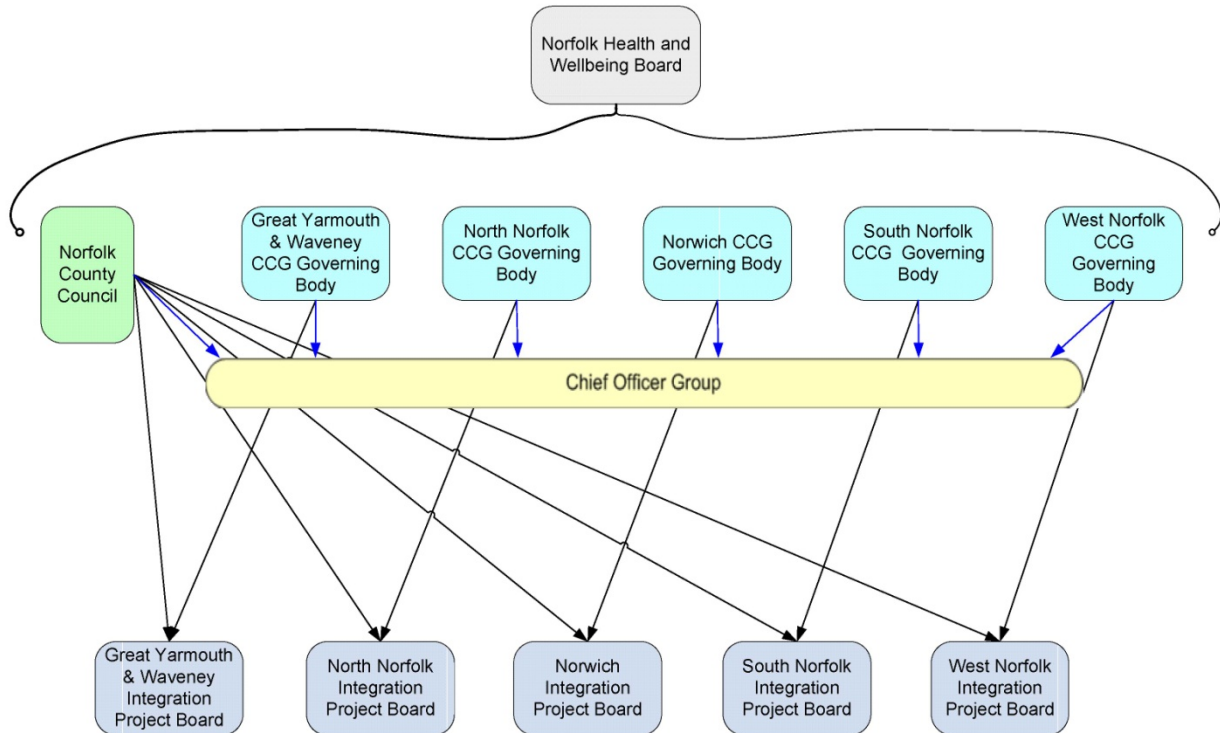 Norfolk Health and
Wellbeing Board
Norfolk
County
Council
Great Yarmouth
& Waveney
CCG Governing
Body
North Norfolk
CCG Governing
Body
Norwich CCG
Governing Body
South Norfolk
CCG Governing
Body
West Norfolk
CCG
Governing
Body
Chief Officer Group
Great Yarmouth
& Waveney
Integration
Project Board
North Norfolk
Integration
Project Board
Norwich
Integration
Project Board
South Norfolk
Integration
Project Board
West Norfolk
Integration
Project Board